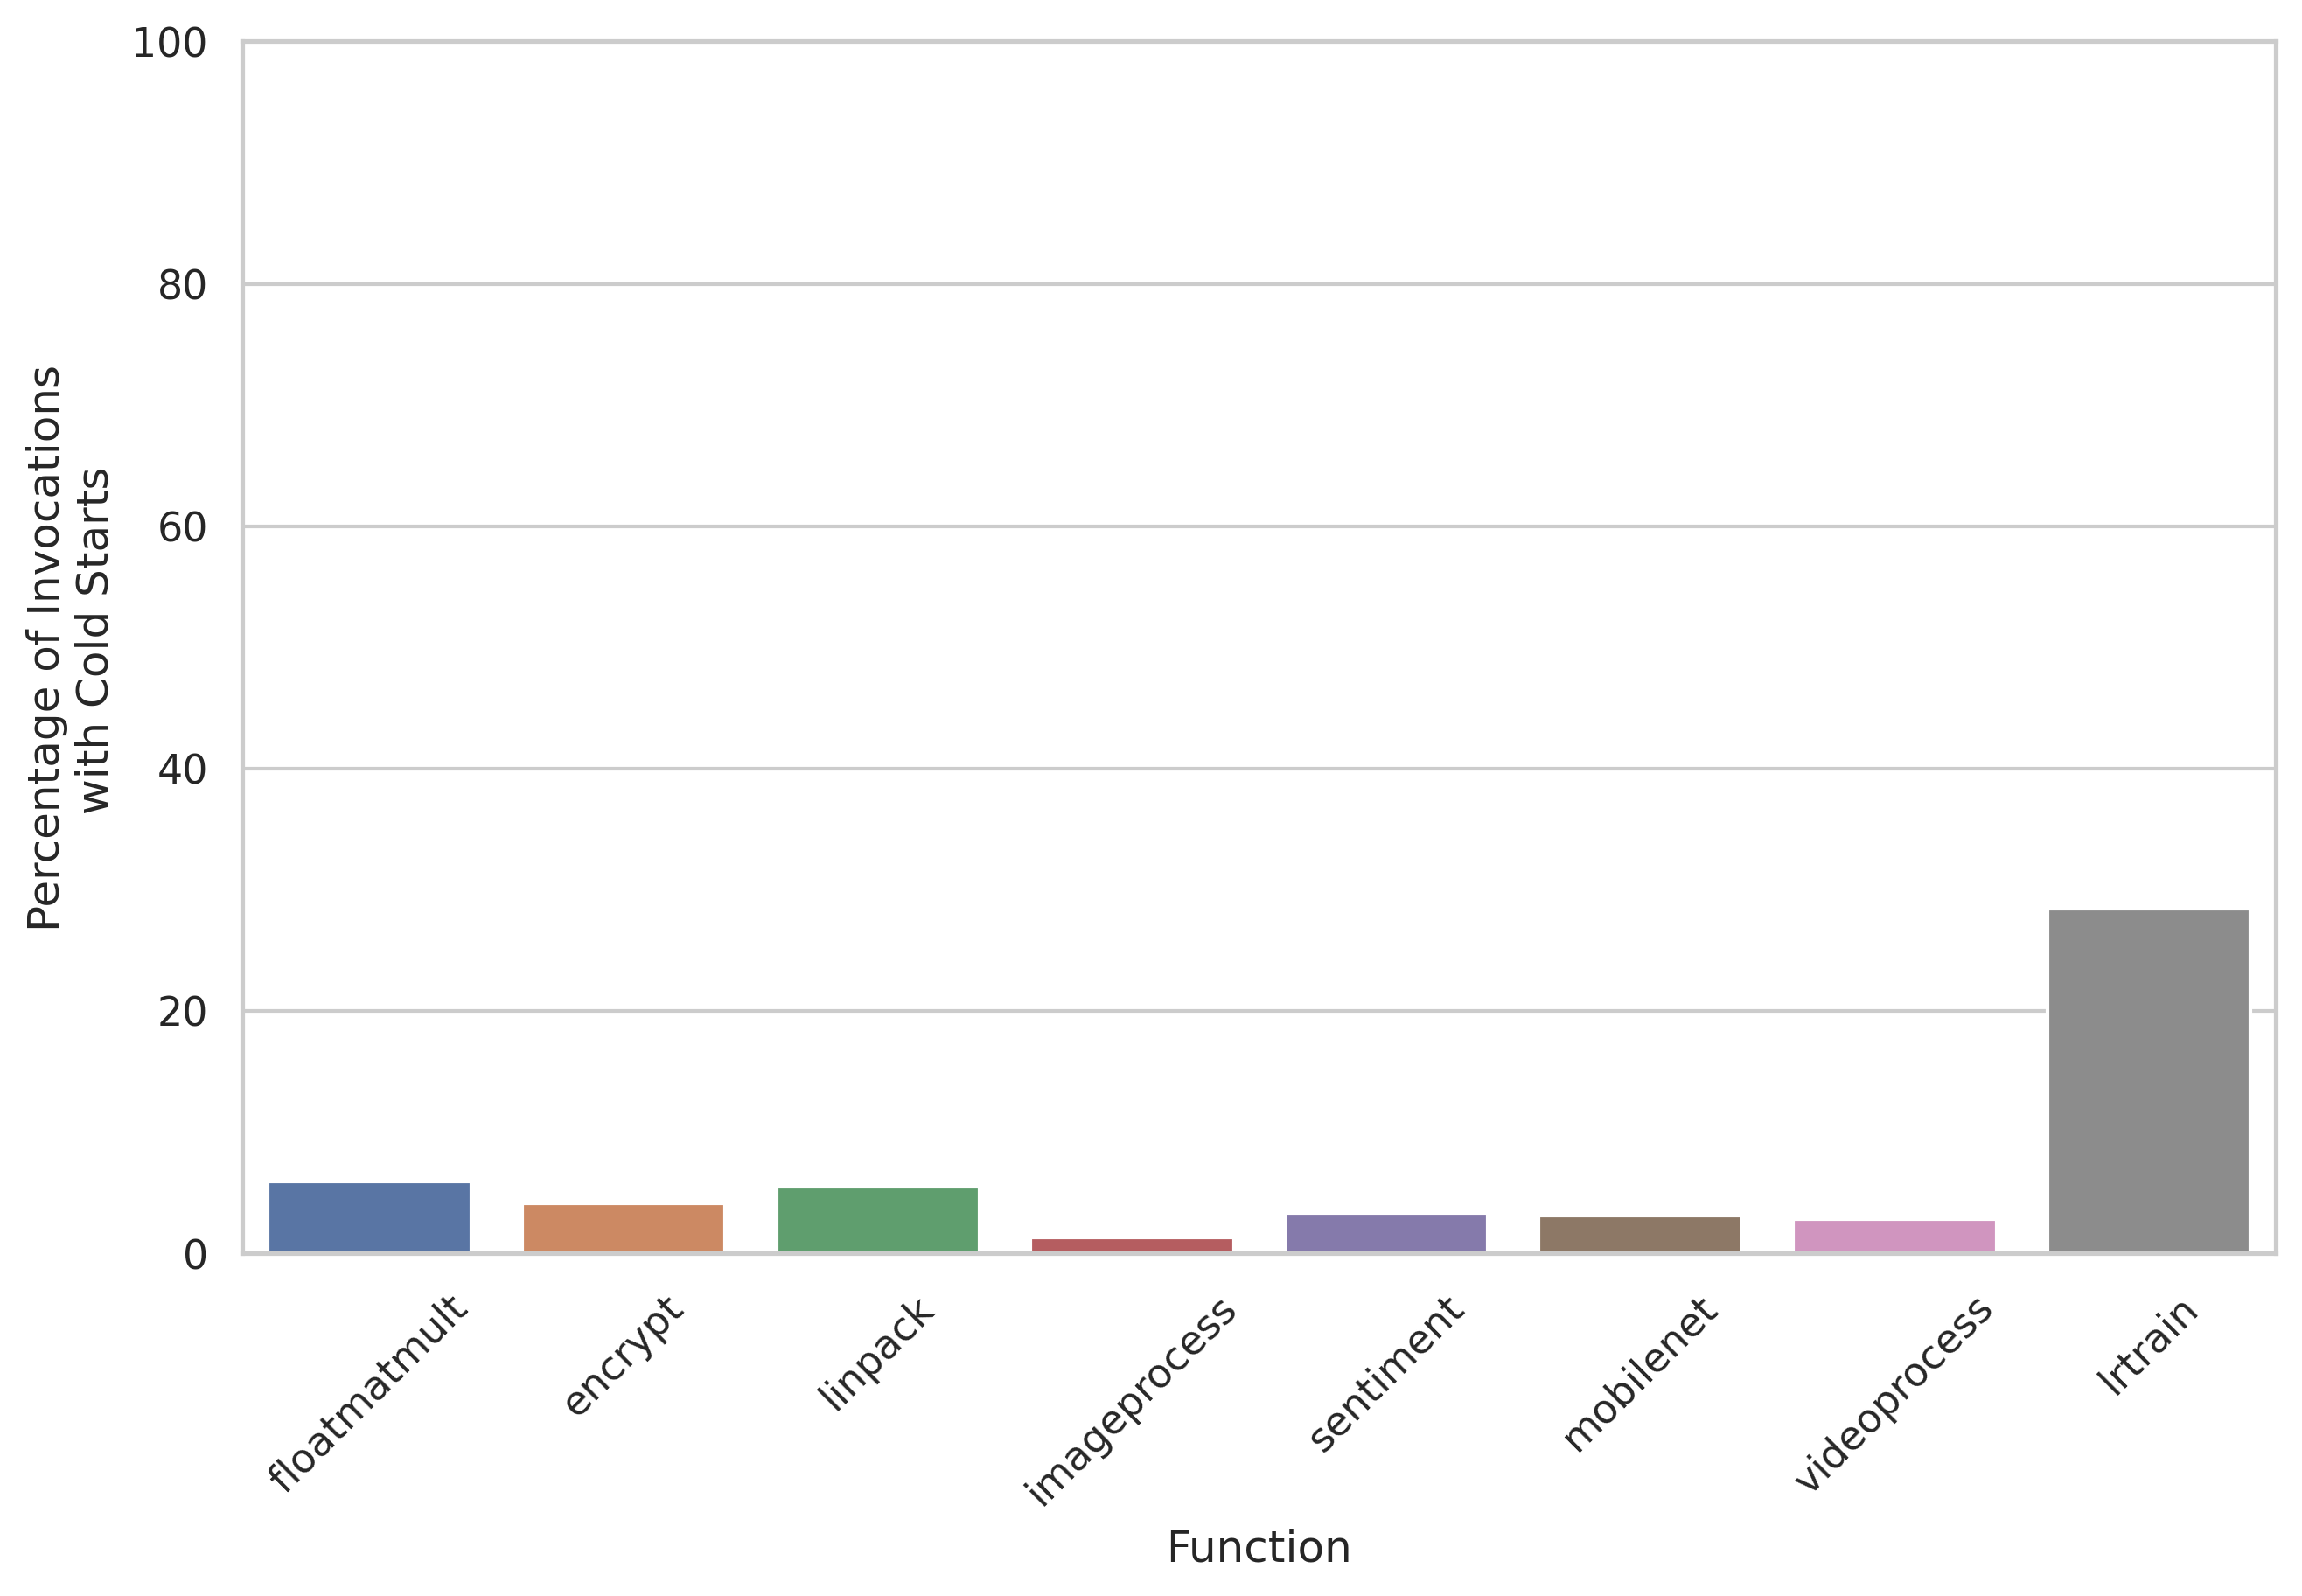 Percentage of Invocations
with Cold Starts
100
80
60
40
20
0
floatmatmult
encrypt
linpack
imageprocess
sentiment
mobilenet
videoprocess
lrtrain
Function